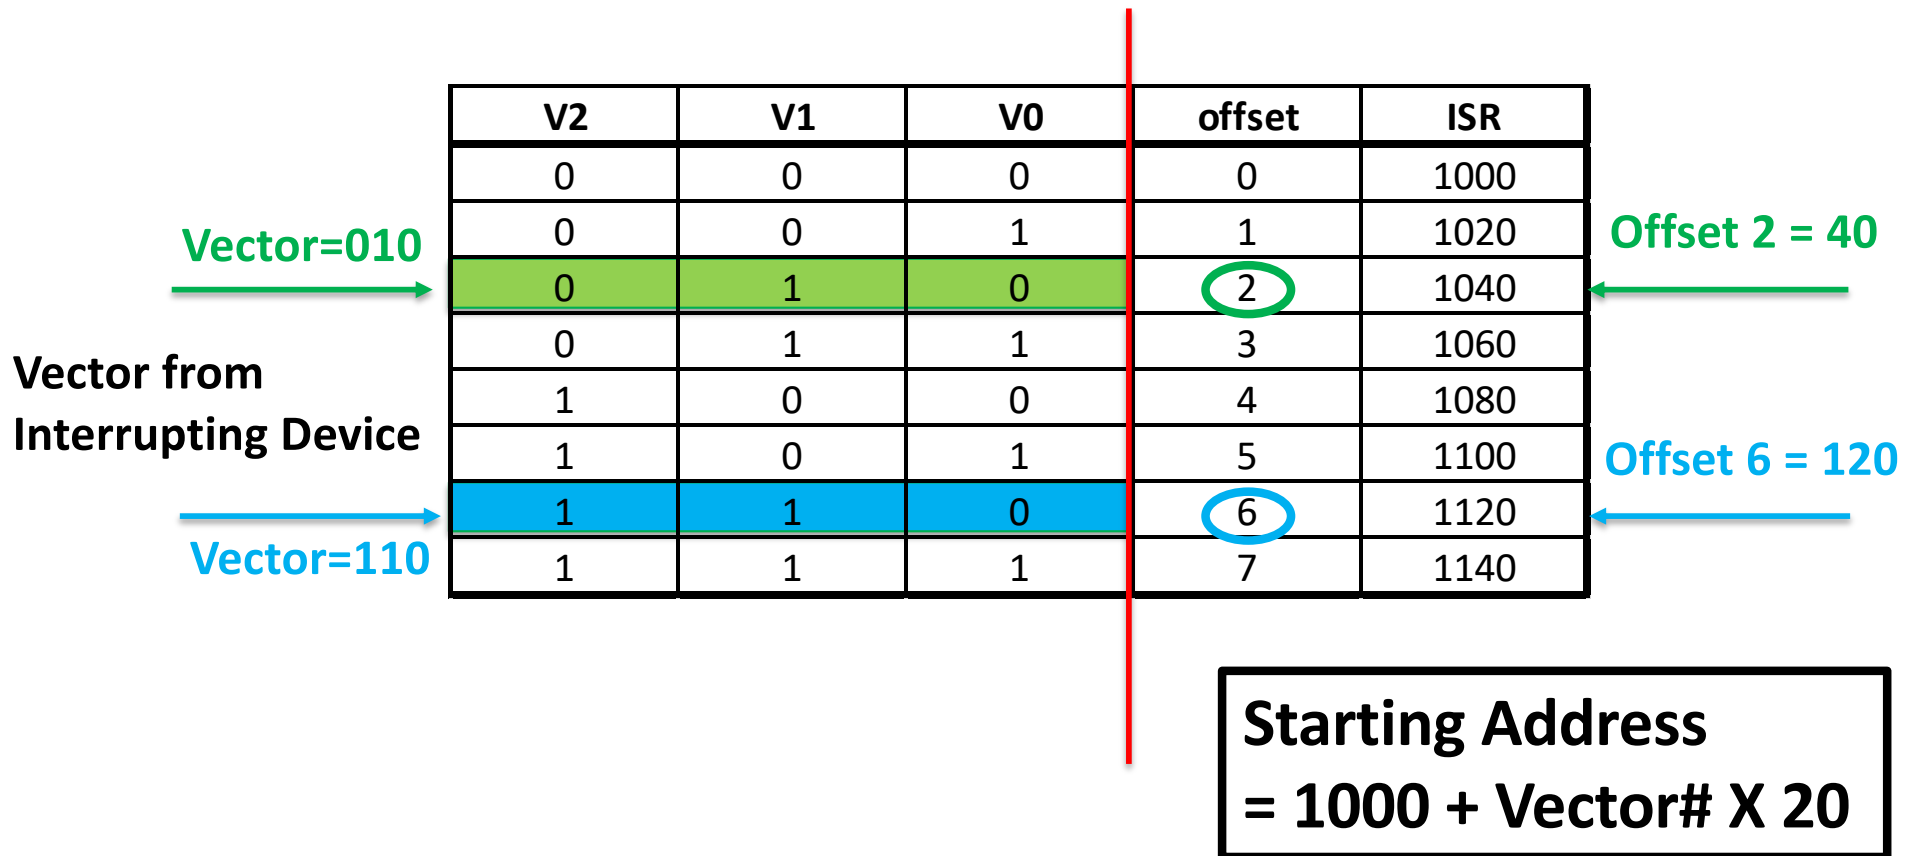 V2 V1 V0 offset ISR
0 0 0 0 1000
0 0 1 1 1020
0 1 0 2 1040
0 1 1 3 1060
1 0 0 4 1080
1 0 1 5 1100
1 1 0 6 1120
1 1 1 7 1140
Vector=010
Vector from
Interrupting Device
Vector=110
Offset 2 = 40
Offset 6 = 120
Starting Address
= 1000 + Vector# X 20